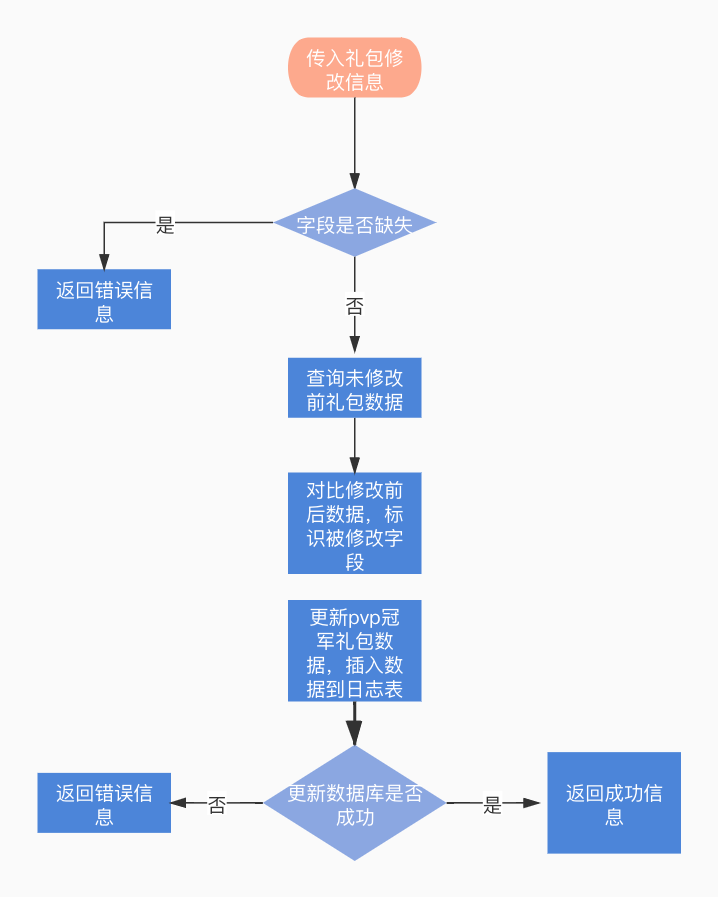 传入礼包修
改信息
字段是否缺失
是
返回错误信
息
否
查询未修改
前礼包数据
对比修改前
后数据，标
识被修改字
段
更新pvp冠
军礼包数
据，插入数
据到日志表
更新数据库是否
成功
否
返回错误信
息
是
返回成功信
息